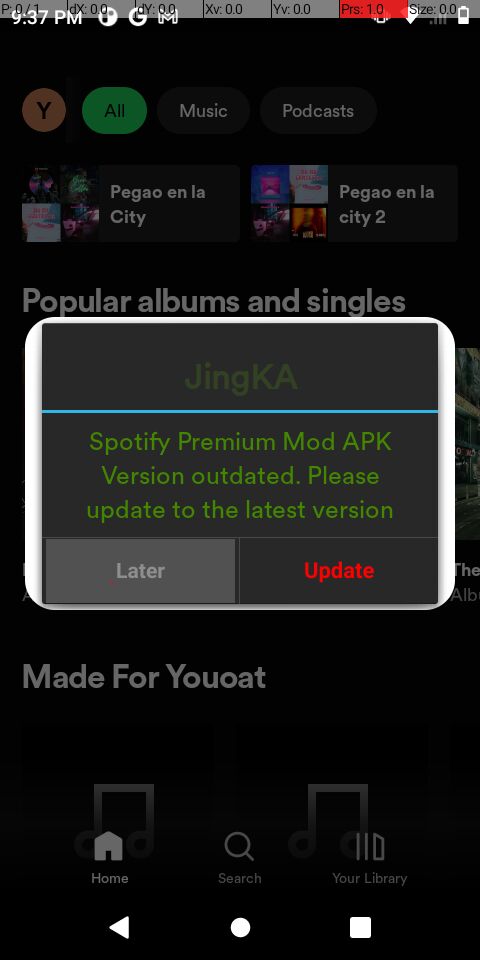 P: 0 / 1 dX: 0.0 dY: 0.0 Xv: 0.0 Yv: 0.0 Prs: 1.0 Size: 0.0
9:37 PM
Y All Music Podcasts
Pegao en la
City
Pegao en la
city 2
Popular albums and singles
JingKA
Spotify Premium Mod APK
Version outdated. Please
update to the latest version
Later Update
The
Albu
Made For Youoat
Home Search Your Library